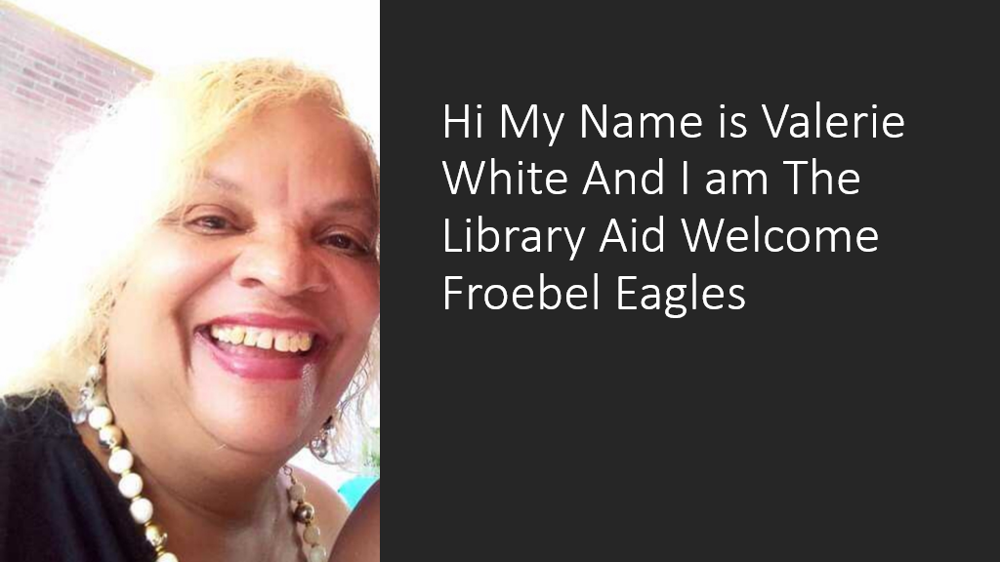 Hi My Name is Valerie
White And I am The
Library Aid Welcome
Froebel Eagles